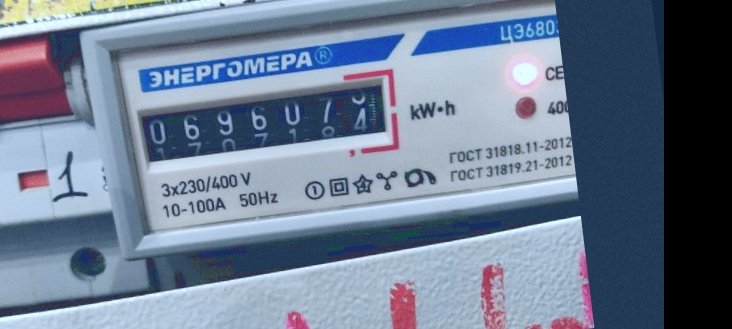 ЭНЕРГОМЕРА®
ЦЭ680
0696073
kW•h
СЕ
400
3x230/400 V
10-100A 50Hz
ГОСТ 31818.11-2012
ГОСТ 31819.21-2012
1